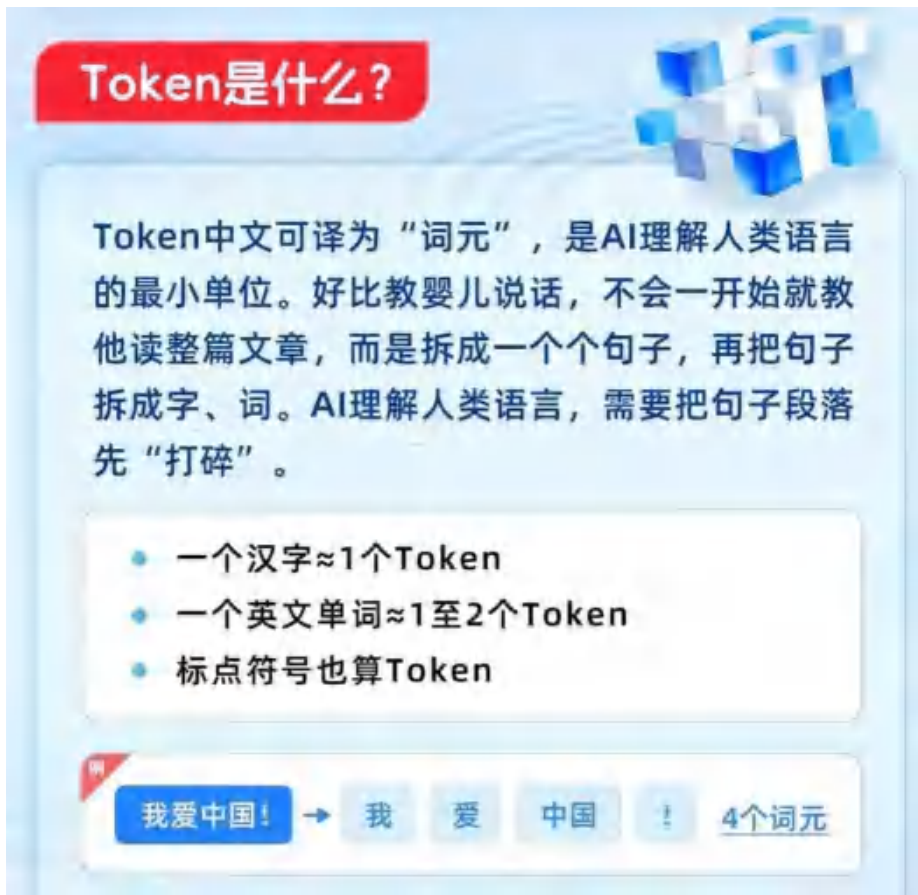 Token是什么？
Token中文可译为“词元”，是AI理解人类语言
的最小单位。好比教婴儿说话，不会一开始就教
他读整篇文章，而是拆成一个个句子，再把句子
拆成字、词。AI理解人类语言，需要把句子段落
先“打碎”。
一个汉字≈1个Token
一个英文单词≈1至2个Token
标点符号也算Token
例
我爱中国！ → 我 爱 中国 ！ 4个词元